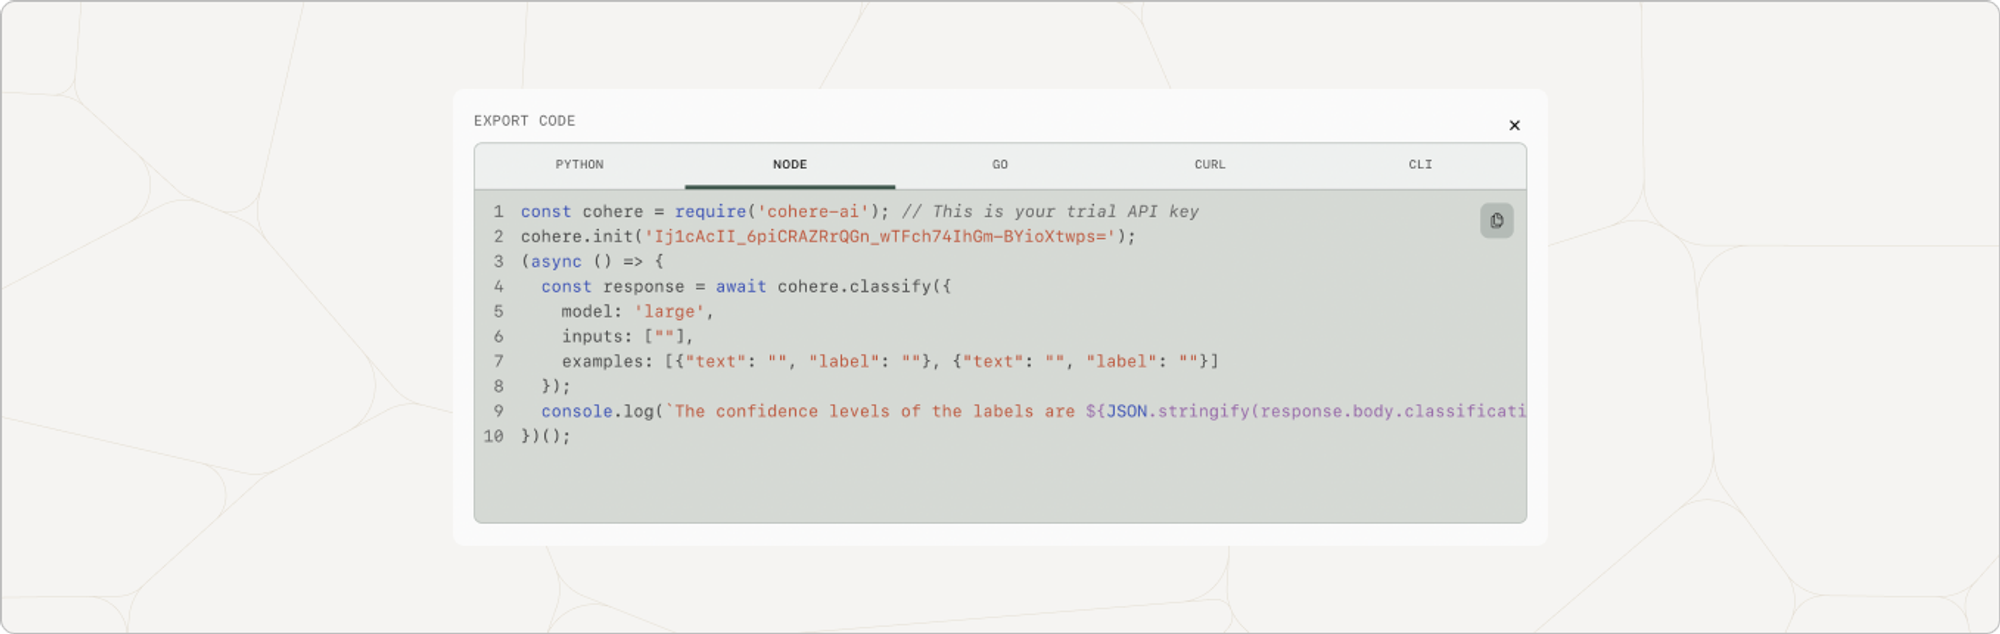 EXPORT CODE
PYTHON NODE GO CURL CLI
1 const cohere = require('cohere-ai'); // This is your trial API key
2 cohere.init('Ij1cAcII_6piCRAZRrQGn_wTFch74IhGm-BYioXtwps=');
3 (async () => {
4 const response = await cohere.classify({
5 model: 'large',
6 inputs: [""],
7 examples: [{"text": "", "label": ""}, {"text": "", "label": ""}]
8 });
9 console.log(`The confidence levels of the labels are ${JSON.stringify(response.body.classificati
10 })();